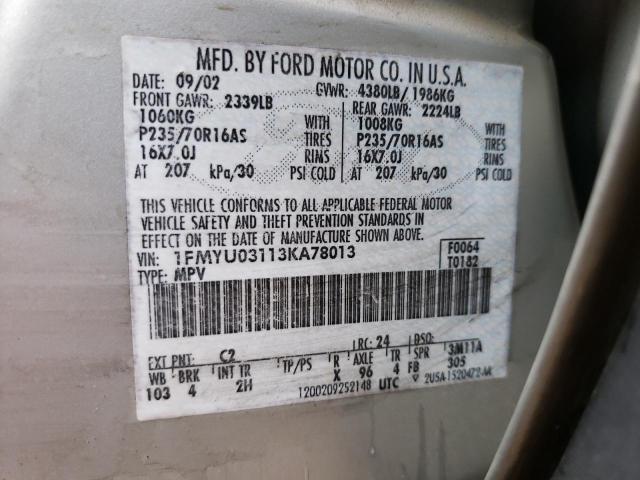 MFD. BY FORD MOTOR CO. IN U.S.A.
DATE: 09/02 GVWR: 4380LB/1986KG
FRONT GAWR: 2339LB REAR GAWR: 2224LB
1060KG WITH 1008KG WITH
P235/70R16AS TIRES P235/70R16AS TIRES
16X7.0J RIMS 16X7.0J RIMS
AT 207 kPa/30 PSI COLD AT 207 kPa/30 PSI COLD
THIS VEHICLE CONFORMS TO ALL APPLICABLE FEDERAL MOTOR
VEHICLE SAFETY AND THEFT PREVENTION STANDARDS IN
EFFECT ON THE DATE OF MANUFACTURE SHOWN ABOVE.
VIN: 1FMYU03113KA78013 F0064
TYPE: MPV T0182
EXT PNT: C2 RC: 24 DSO:
WB BRK INT TR TP/PS R AXLE TR SPR 3M11A
103 4 2H X 96 4 FB 305
1200209252148 UTC